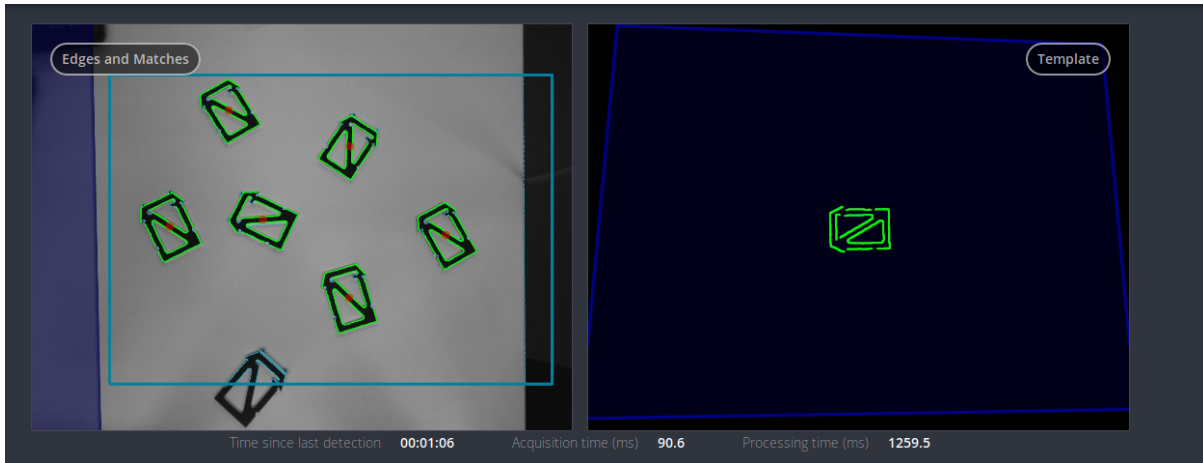 Edges and Matches
Template
Time since last detection 00:01:06 Acquisition time (ms) 90.6 Processing time (ms) 1259.5